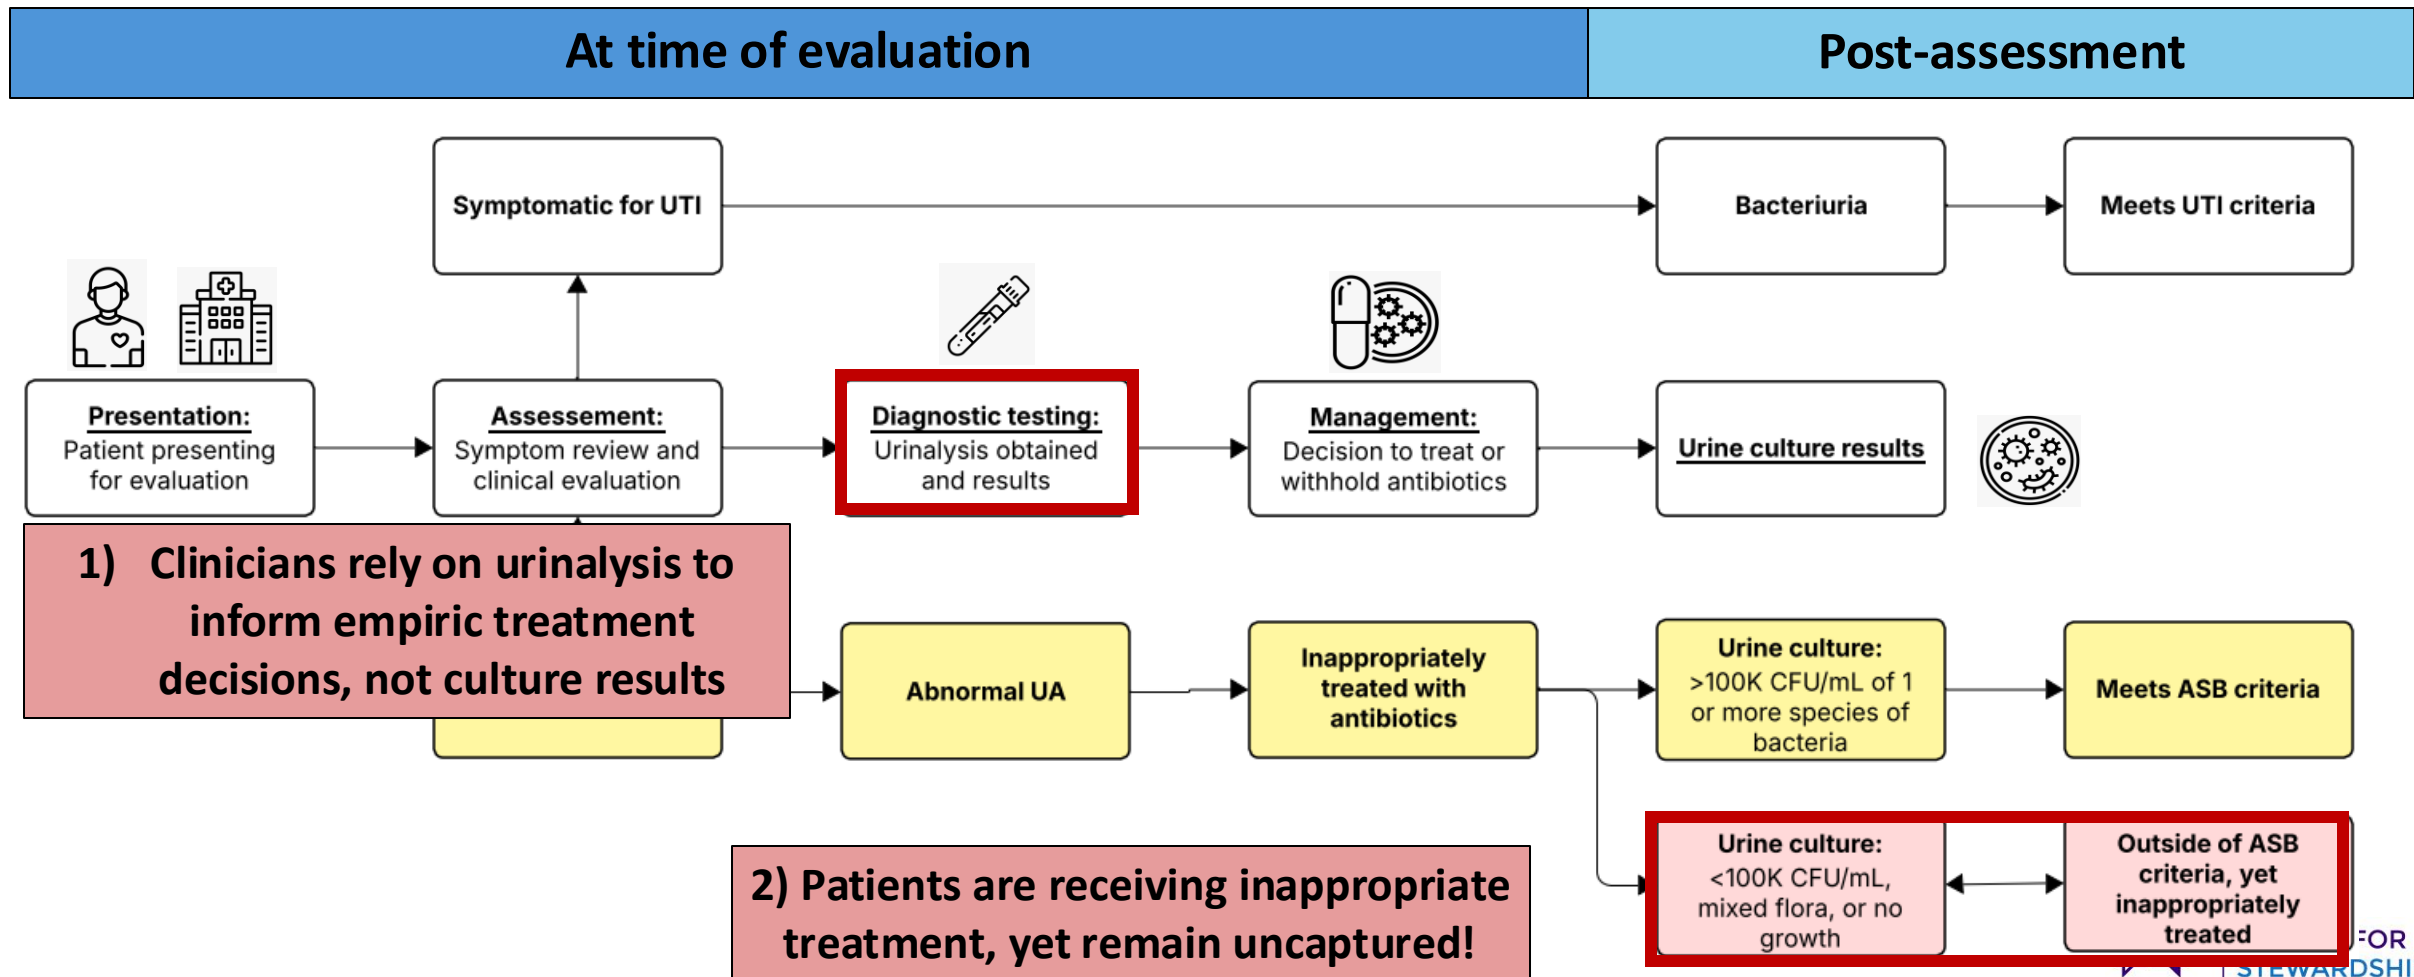 At time of evaluation
Post-assessment
Symptomatic for UTI
Bacteriuria
Meets UTI criteria
Presentation:
Patient presenting
for evaluation
Assessement:
Symptom review and
clinical evaluation
Diagnostic testing:
Urinalysis obtained
and results
Management:
Decision to treat or
withhold antibiotics
Urine culture results
1) Clinicians rely on urinalysis to
inform empiric treatment
decisions, not culture results
Abnormal UA
Inappropriately
treated with
antibiotics
Urine culture:
>100K CFU/mL of 1
or more species of
bacteria
Meets ASB criteria
2) Patients are receiving inappropriate
treatment, yet remain uncaptured!
Urine culture:
<100K CFU/mL,
mixed flora, or no
growth
Outside of ASB
criteria, yet
inappropriately
treated
FOR
STEWARDSHI